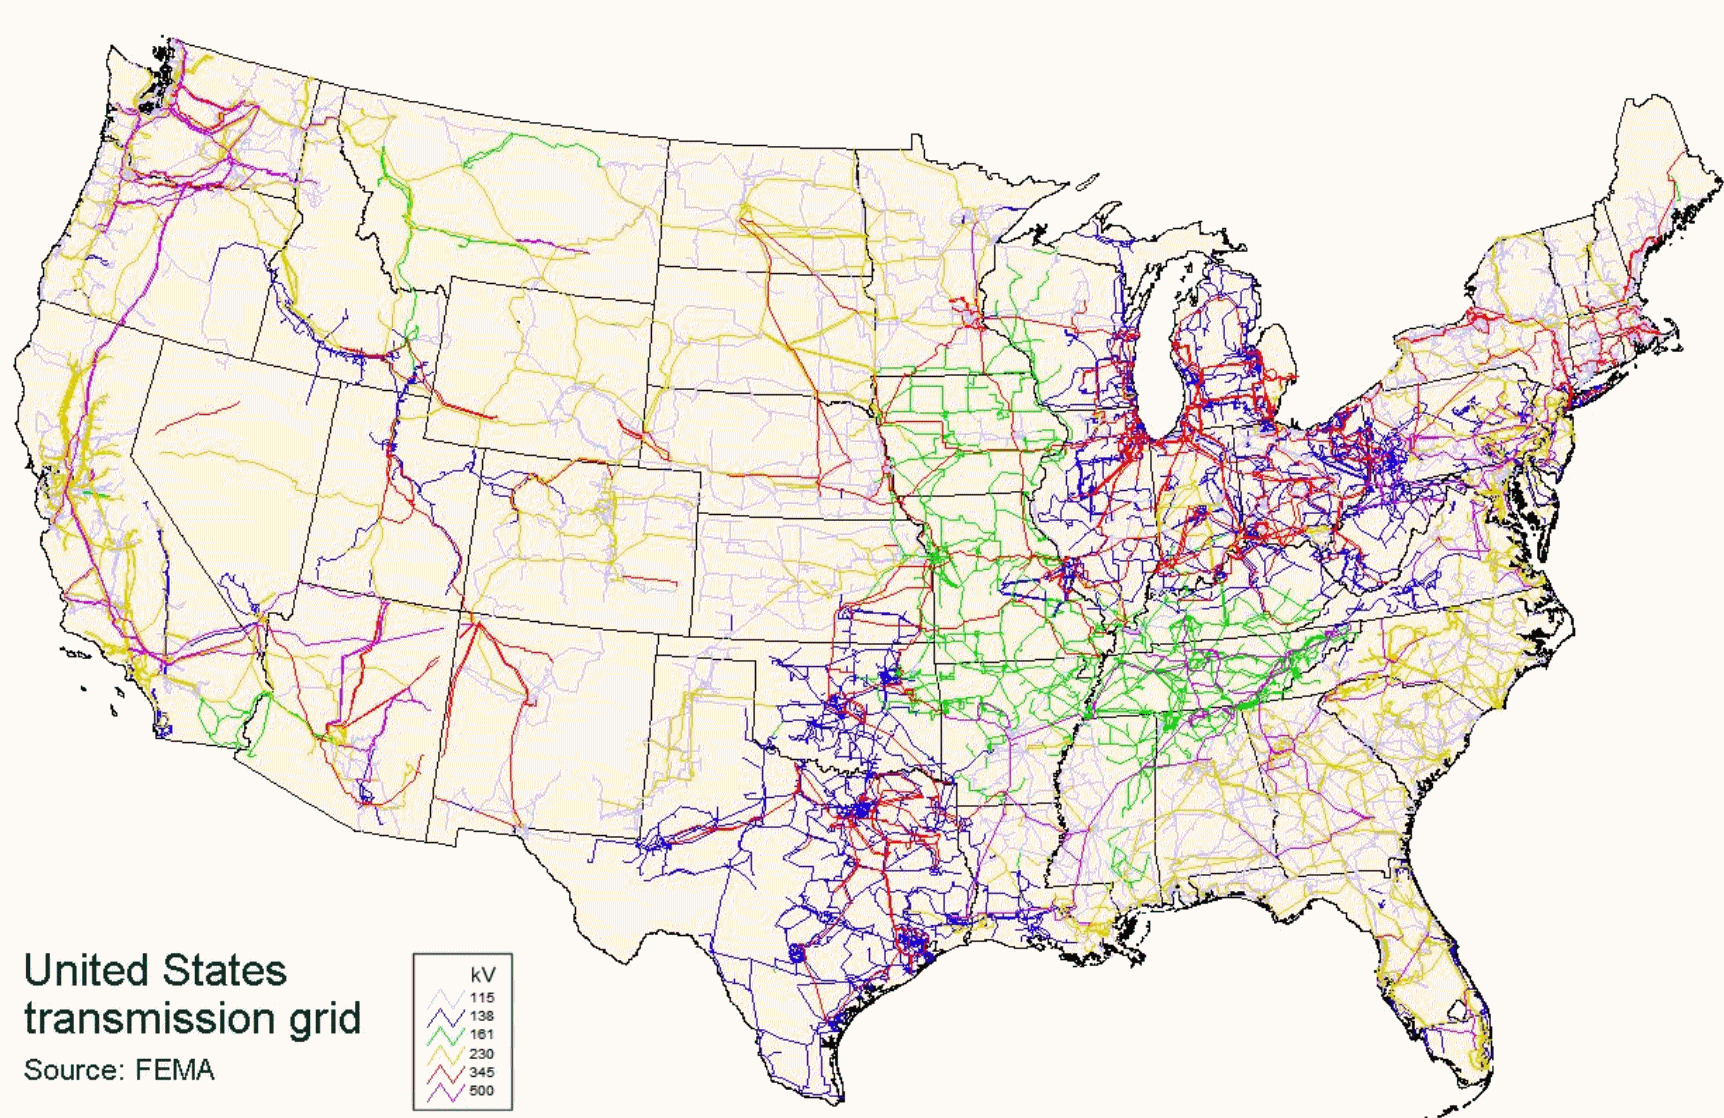 United States
transmission grid
Source: FEMA
kV
115
138
161
230
345
500